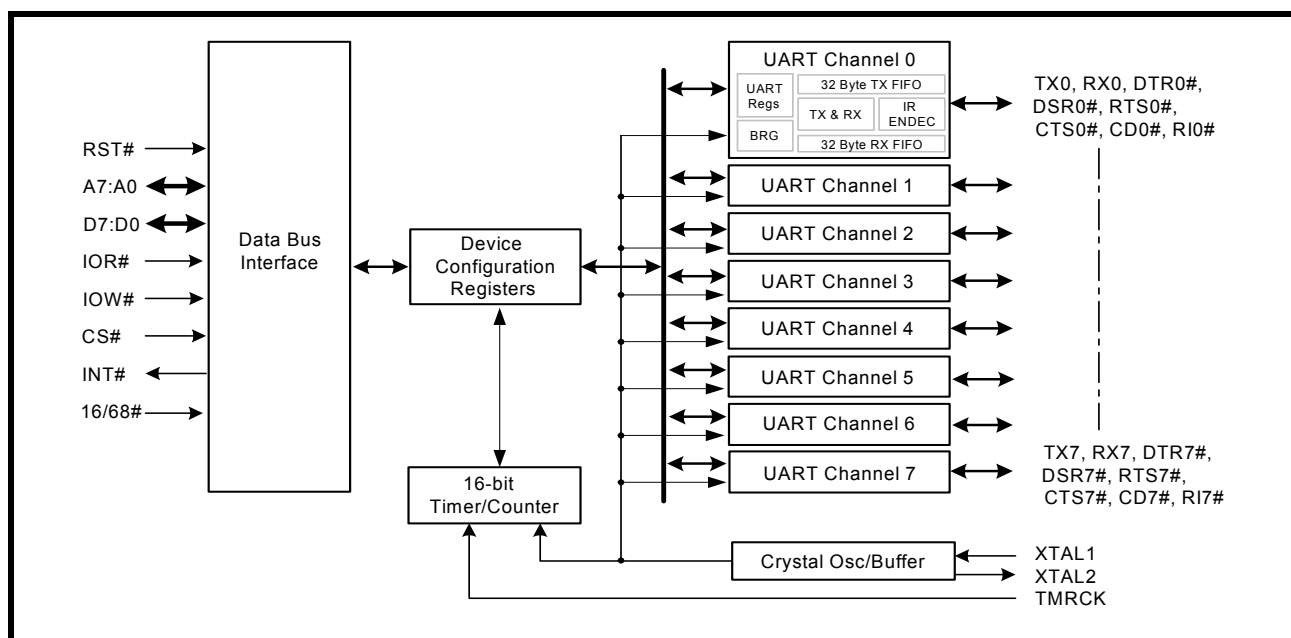 RST#
A7:A0
D7:D0
IOR#
IOW#
CS#
INT#
16/68#
Data Bus
Interface
Device
Configuration
Registers
16-bit
Timer/Counter
UART Channel 0
UART
Regs
BRG
32 Byte TX FIFO
TX & RX
IR
ENDEC
32 Byte RX FIFO
UART Channel 1
UART Channel 2
UART Channel 3
UART Channel 4
UART Channel 5
UART Channel 6
UART Channel 7
Crystal Osc/Buffer
TX0, RX0, DTR0#,
DSR0#, RTS0#,
CTS0#, CD0#, RI0#
TX7, RX7, DTR7#,
DSR7#, RTS7#,
CTS7#, CD7#, RI7#
XTAL1
XTAL2
TMRCK